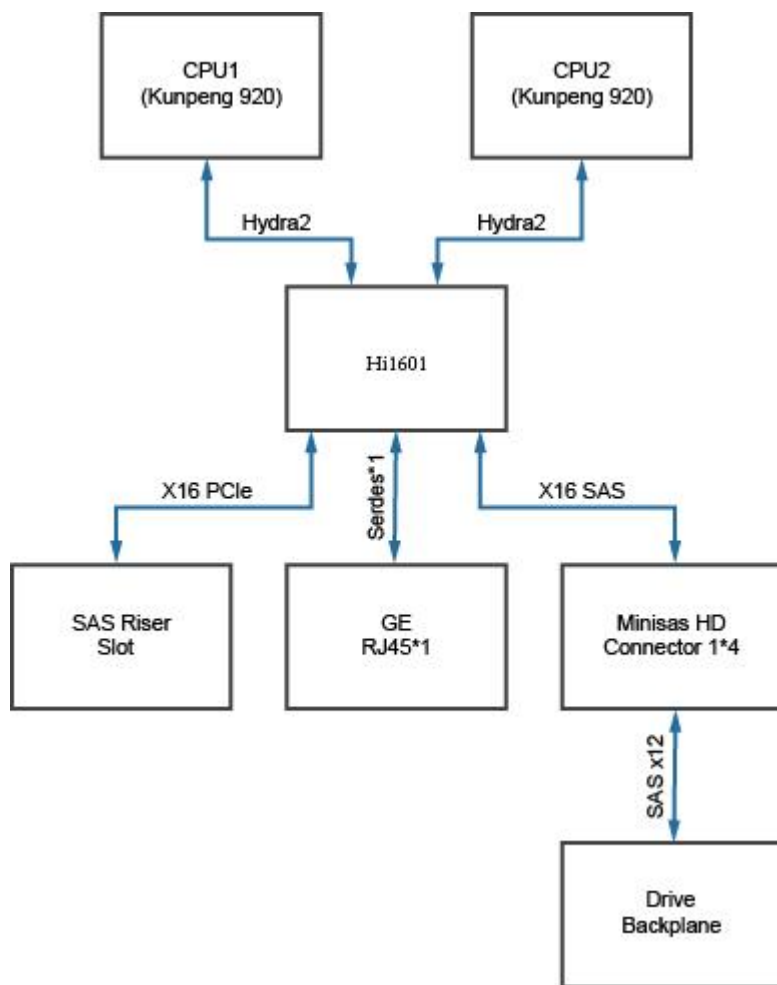 CPU1
(Kunpeng 920)
CPU2
(Kunpeng 920)
Hydra2
Hydra2
Hi1601
X16 PCIe
Serdes*1
X16 SAS
SAS Riser
Slot
GE
RJ45*1
Minisas HD
Connector 1*4
SAS x12
Drive
Backplane